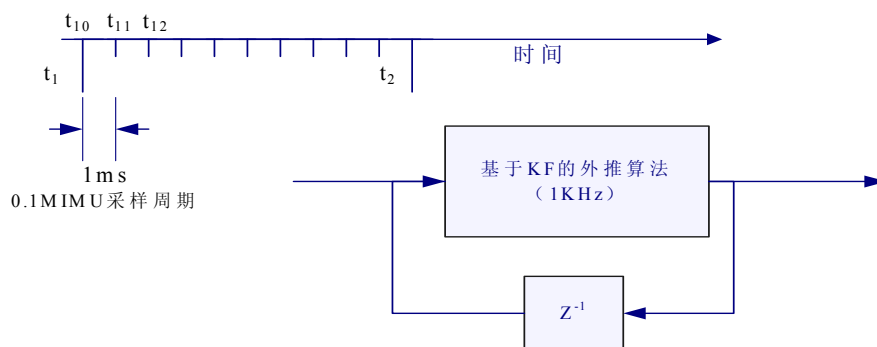 t10 t11 t12
时间
t1
t2
1ms
0.1MIMU采样周期
基于KF的外推算法
（1KHz）
Z-1